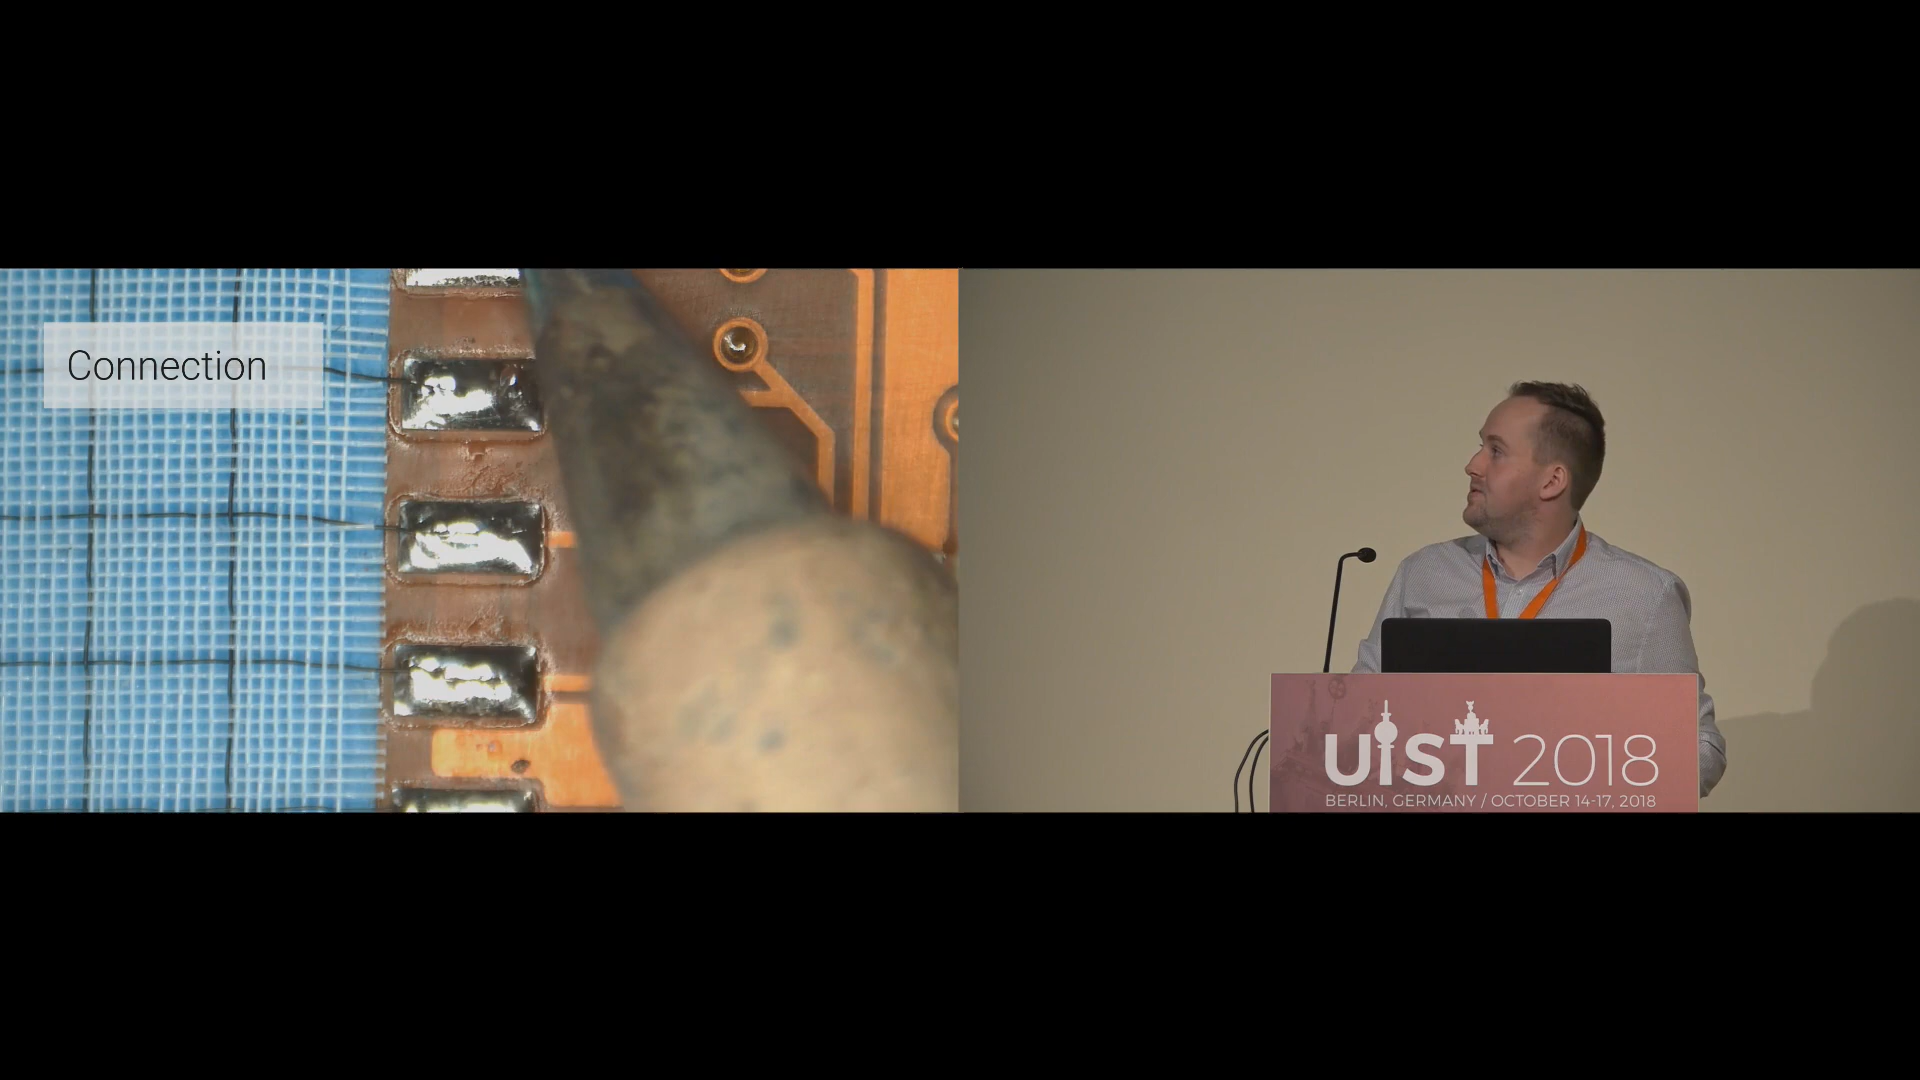 Connection
UIST 2018
BERLIN, GERMANY / OCTOBER 14-17, 2018